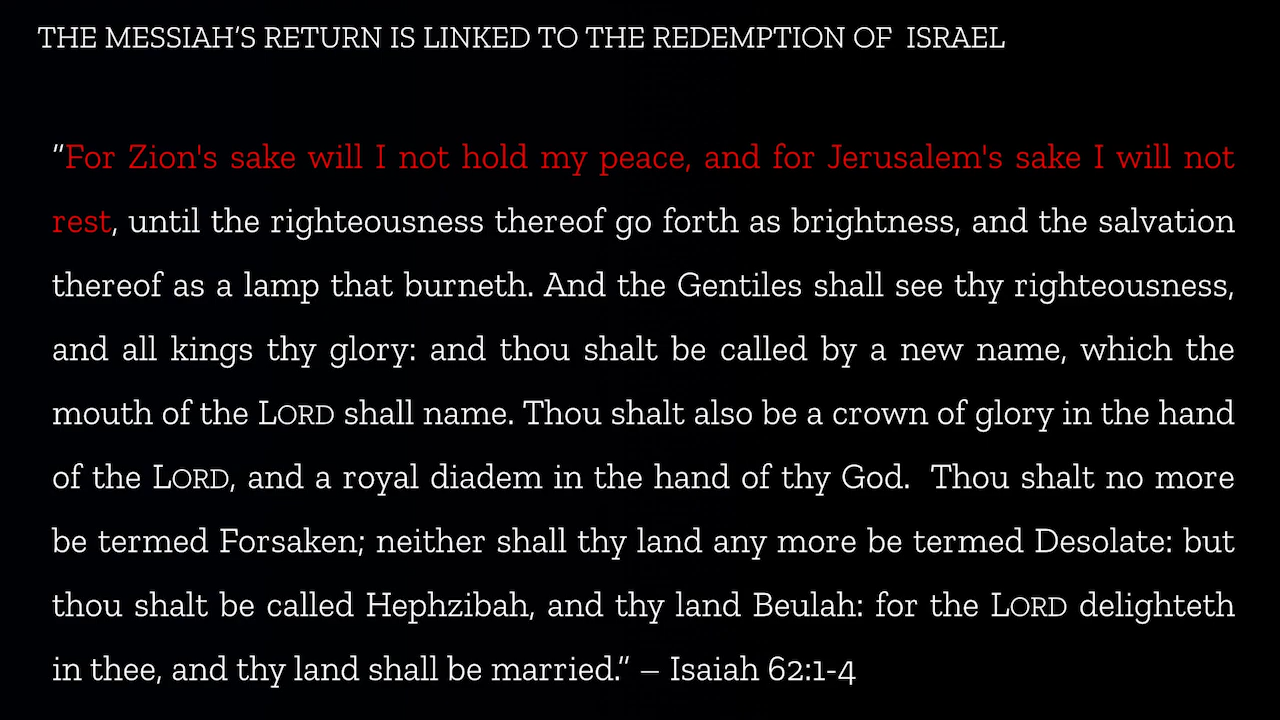 THE MESSIAH’S RETURN IS LINKED TO THE REDEMPTION OF  ISRAEL
“For Zion's sake will I not hold my peace, and for Jerusalem's sake I will not
rest, until the righteousness thereof go forth as brightness, and the salvation
thereof as a lamp that burneth. And the Gentiles shall see thy righteousness,
and all kings thy glory: and thou shalt be called by a new name, which the
mouth of the LORD shall name. Thou shalt also be a crown of glory in the hand
of the LORD, and a royal diadem in the hand of thy God.  Thou shalt no more
be termed Forsaken; neither shall thy land any more be termed Desolate: but
thou shalt be called Hephzibah, and thy land Beulah: for the LORD delighteth
in thee, and thy land shall be married.” – Isaiah 62:1-4